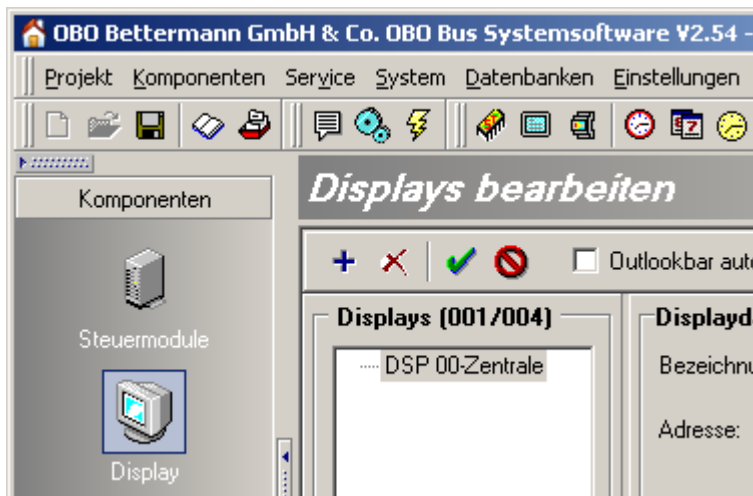 OBO Bettermann GmbH & Co. OBO Bus Systemsoftware V2.54 -
Projekt Komponenten Service System Datenbanken Einstellungen
Komponenten
Displays bearbeiten
Outlookbar auto
Displays (001/004)
Displayd
DSP 00-Zentrale
Bezeichnu
Adresse:
Steuermodule
Display